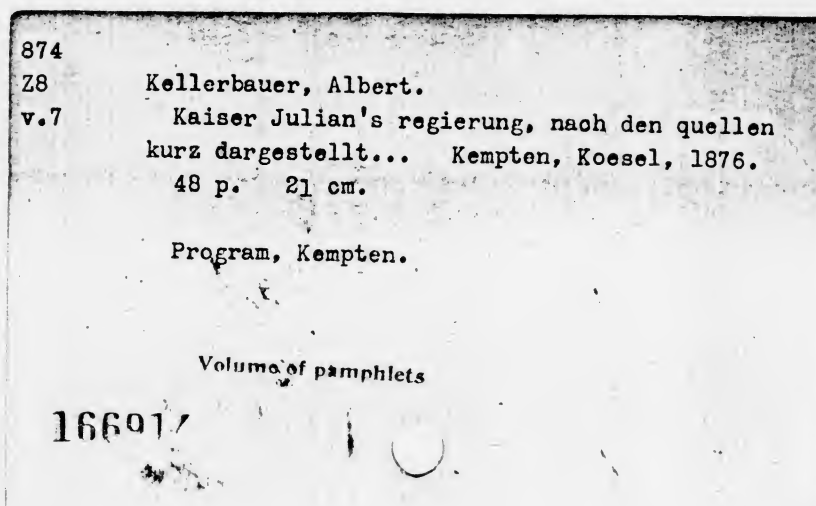 874
Z8 Kellerbauer, Albert.
v.7 Kaiser Julian's regierung, nach den quellen
kurz dargestellt... Kempten, Koesel, 1876.
48 p. 21 cm.
Program, Kempten.
Volume of pamphlets